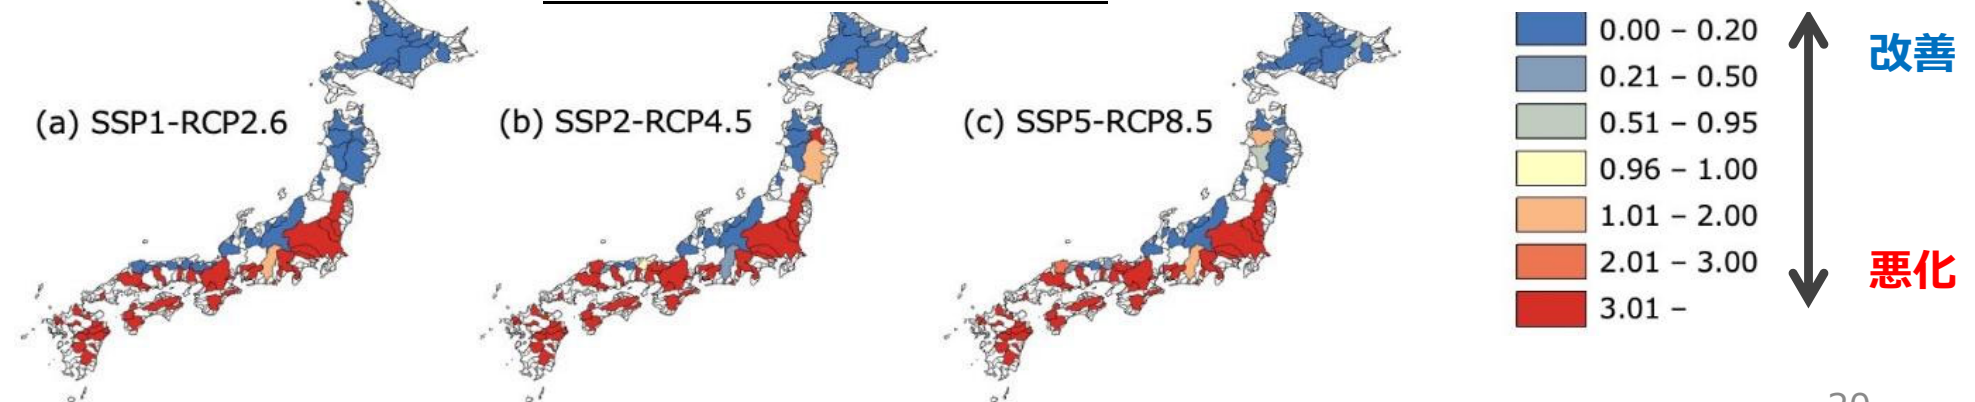 (a) SSP1-RCP2.6
(b) SSP2-RCP4.5
(c) SSP5-RCP8.5
0.00 – 0.20
0.21 – 0.50
0.51 – 0.95
0.96 – 1.00
1.01 – 2.00
2.01 – 3.00
3.01 –
改善
悪化